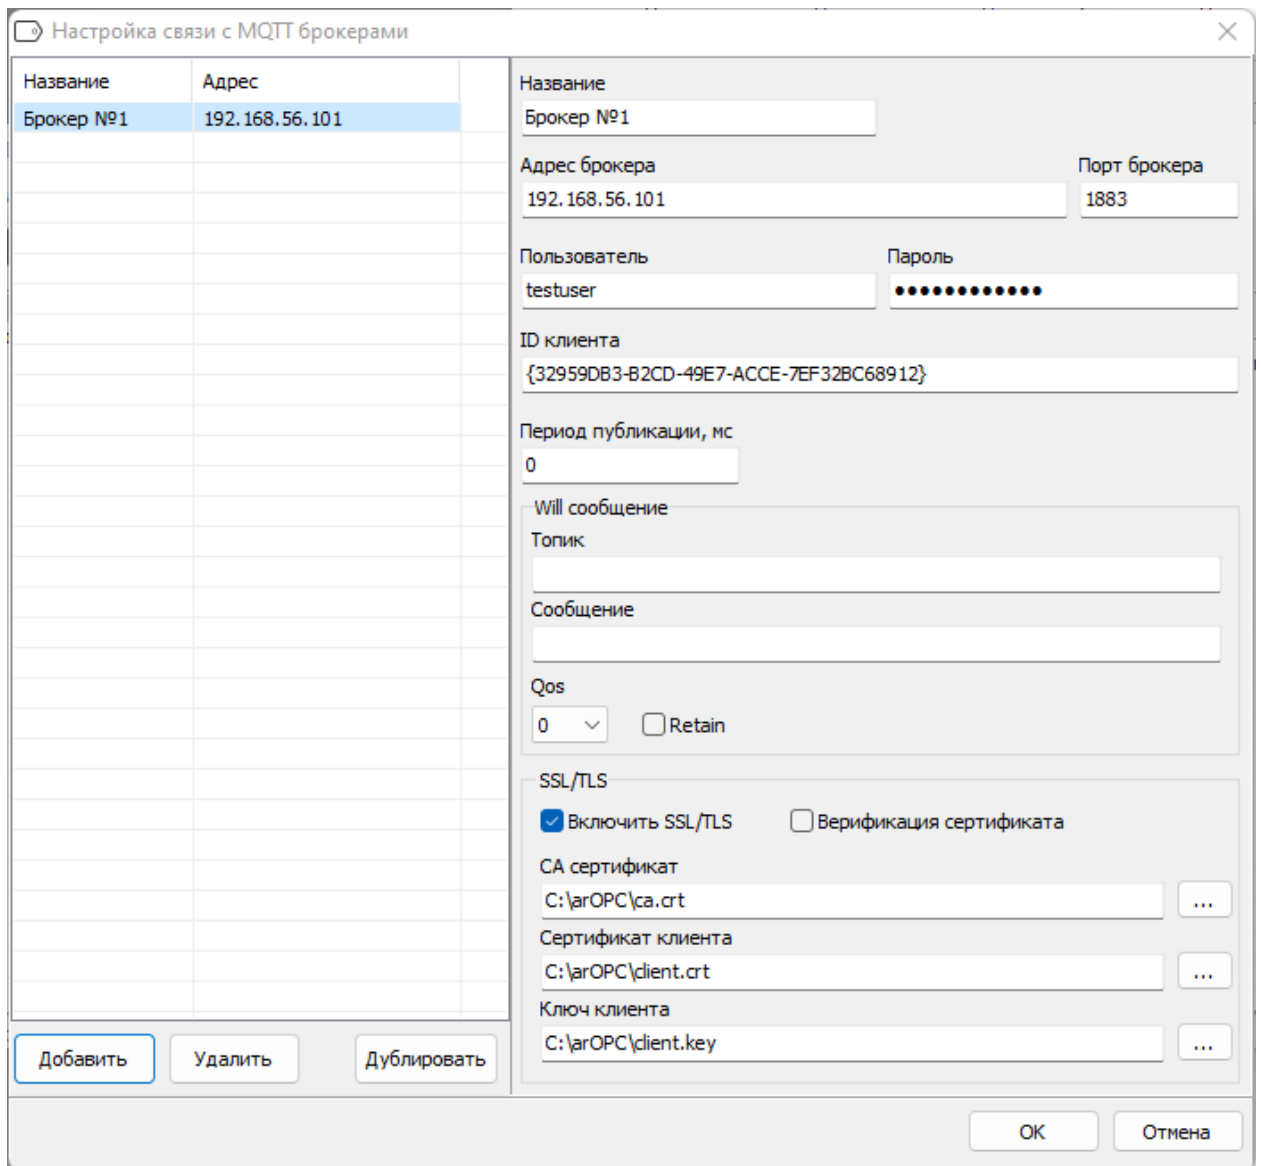 Настройка связи с MQTT брокерами
Название Адрес
Брокер №1 192.168.56.101
Название
Брокер №1
Адрес брокера Порт брокера
192.168.56.101 1883
Пользователь Пароль
testuser ●●●●●●●●●●●●
ID клиента
{32959DB3-B2CD-49E7-ACCE-7EF32BC68912}
Период публикации, мс
0
Will сообщение
Топик
Сообщение
Qos
0 Retain
SSL/TLS
Включить SSL/TLS Верификация сертификата
CA сертификат
C:\arOPC\ca.crt ...
Сертификат клиента
C:\arOPC\client.crt ...
Ключ клиента
C:\arOPC\client.key ...
Добавить Удалить Дублировать
OK Отмена